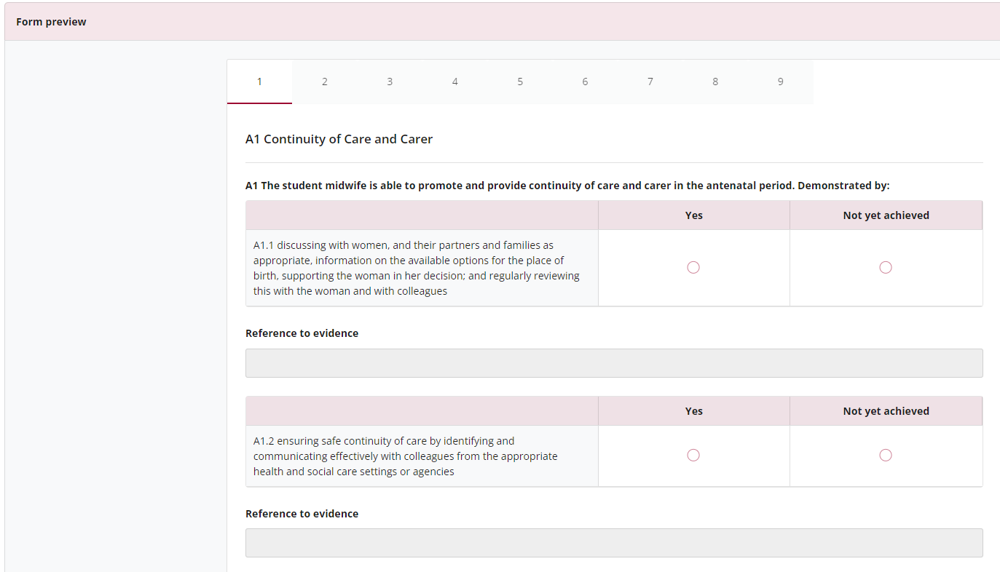 Form preview
1 2 3 4 5 6 7 8 9
A1 Continuity of Care and Carer
A1 The student midwife is able to promote and provide continuity of care and carer in the antenatal period. Demonstrated by:
Yes Not yet achieved
A1.1 discussing with women, and their partners and families as
appropriate, information on the available options for the place of
birth, supporting the woman in her decision; and regularly reviewing
this with the woman and with colleagues
Reference to evidence
Yes Not yet achieved
A1.2 ensuring safe continuity of care by identifying and
communicating effectively with colleagues from the appropriate
health and social care settings or agencies
Reference to evidence